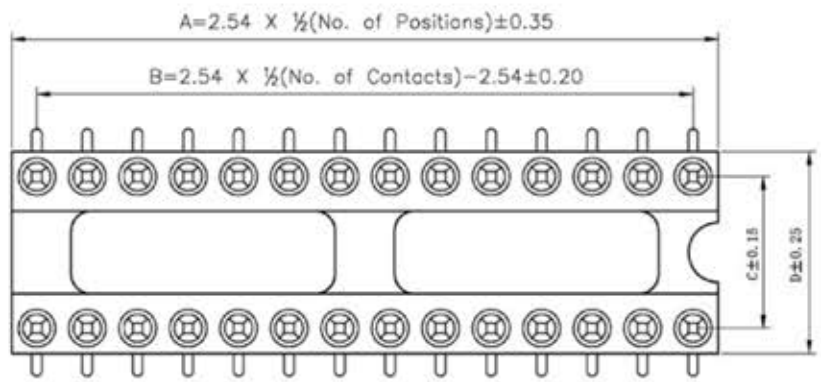 A=2.54 X ½(No. of Positions)±0.35
B=2.54 X ½(No. of Contacts)-2.54±0.20
C±0.15
D±0.25